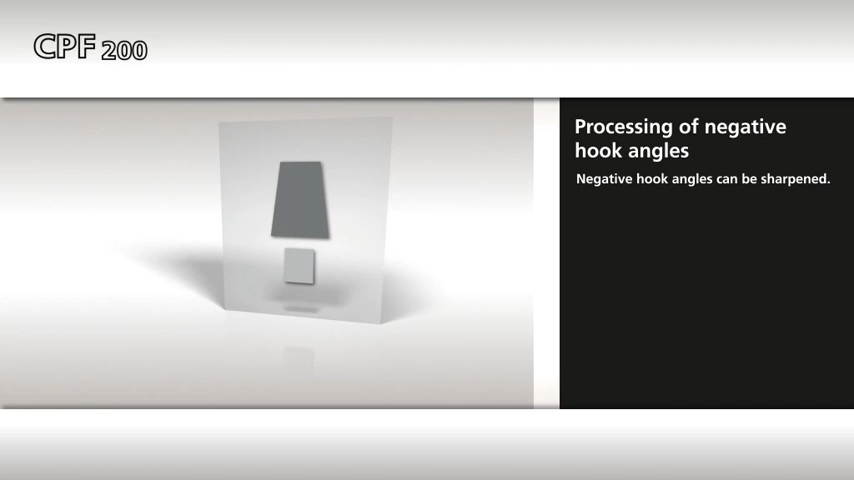 CPF 200
Processing of negative
hook angles
Negative hook angles can be sharpened.